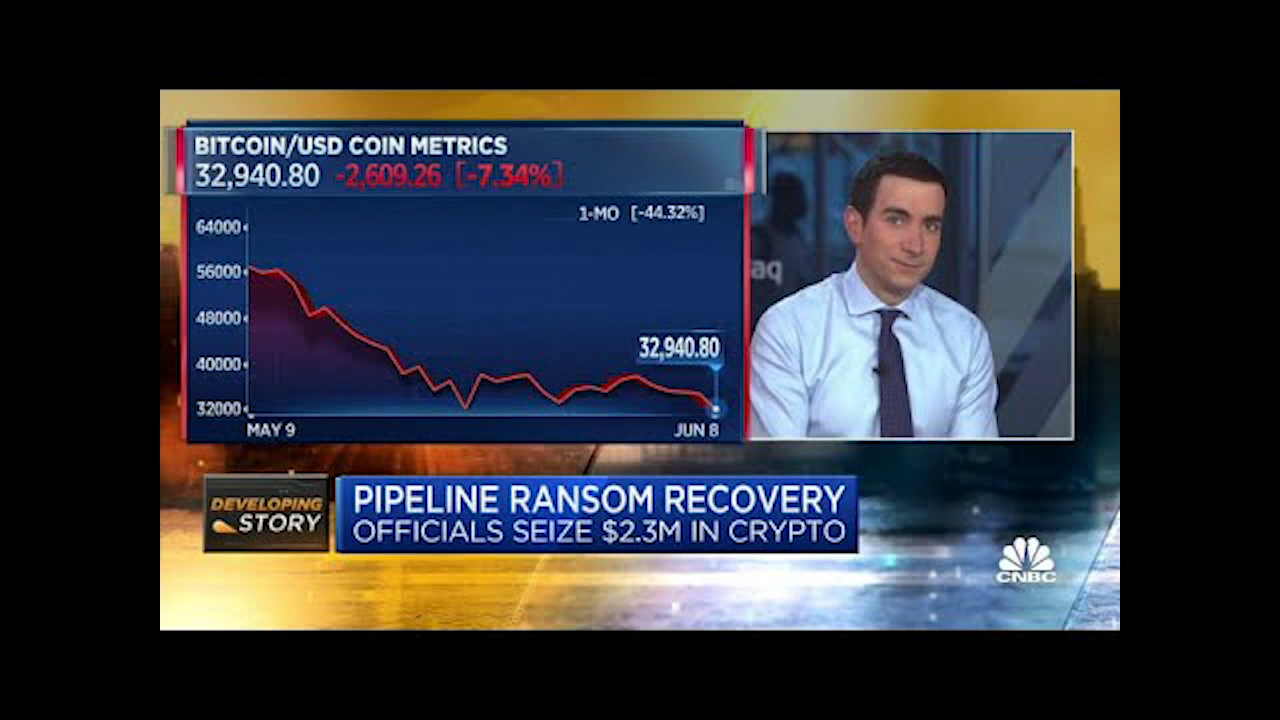 BITCOIN/USD COIN METRICS
32,940.80 -2,609.26 [-7.34%]
1-MO [-44.32%]
64000
56000
48000
40000
32000
32,940.80
MAY 9 JUN 8
aq
DEVELOPING
STORY
PIPELINE RANSOM RECOVERY
OFFICIALS SEIZE $2.3M IN CRYPTO
CNBC